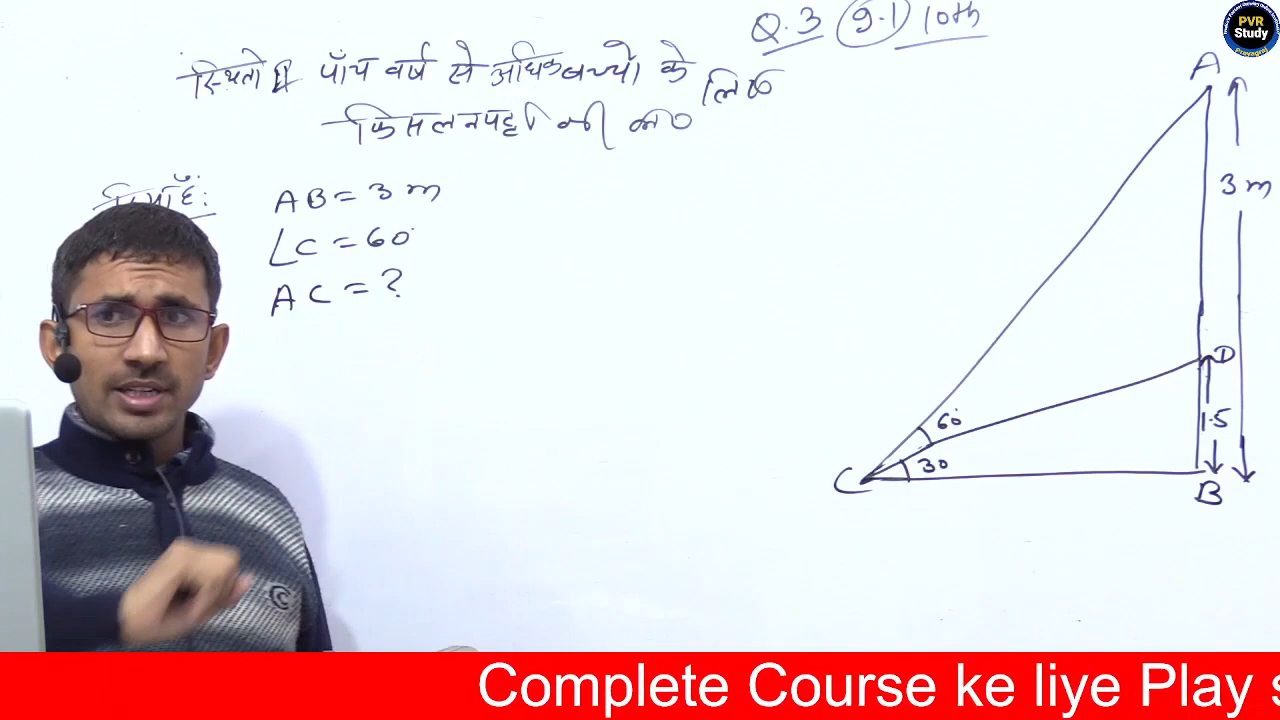 Q.3 9.1 10th
स्थिती II पाँच वर्ष से अधिक बच्चो के लिए
फिसलनपट्टी की ल०
AB = 3 m
∠C = 60°
AC = ?
A
3 m
D
1.5
60°
30
C
B
PVR
Study
Prayagraj
Complete Course ke liye Play s